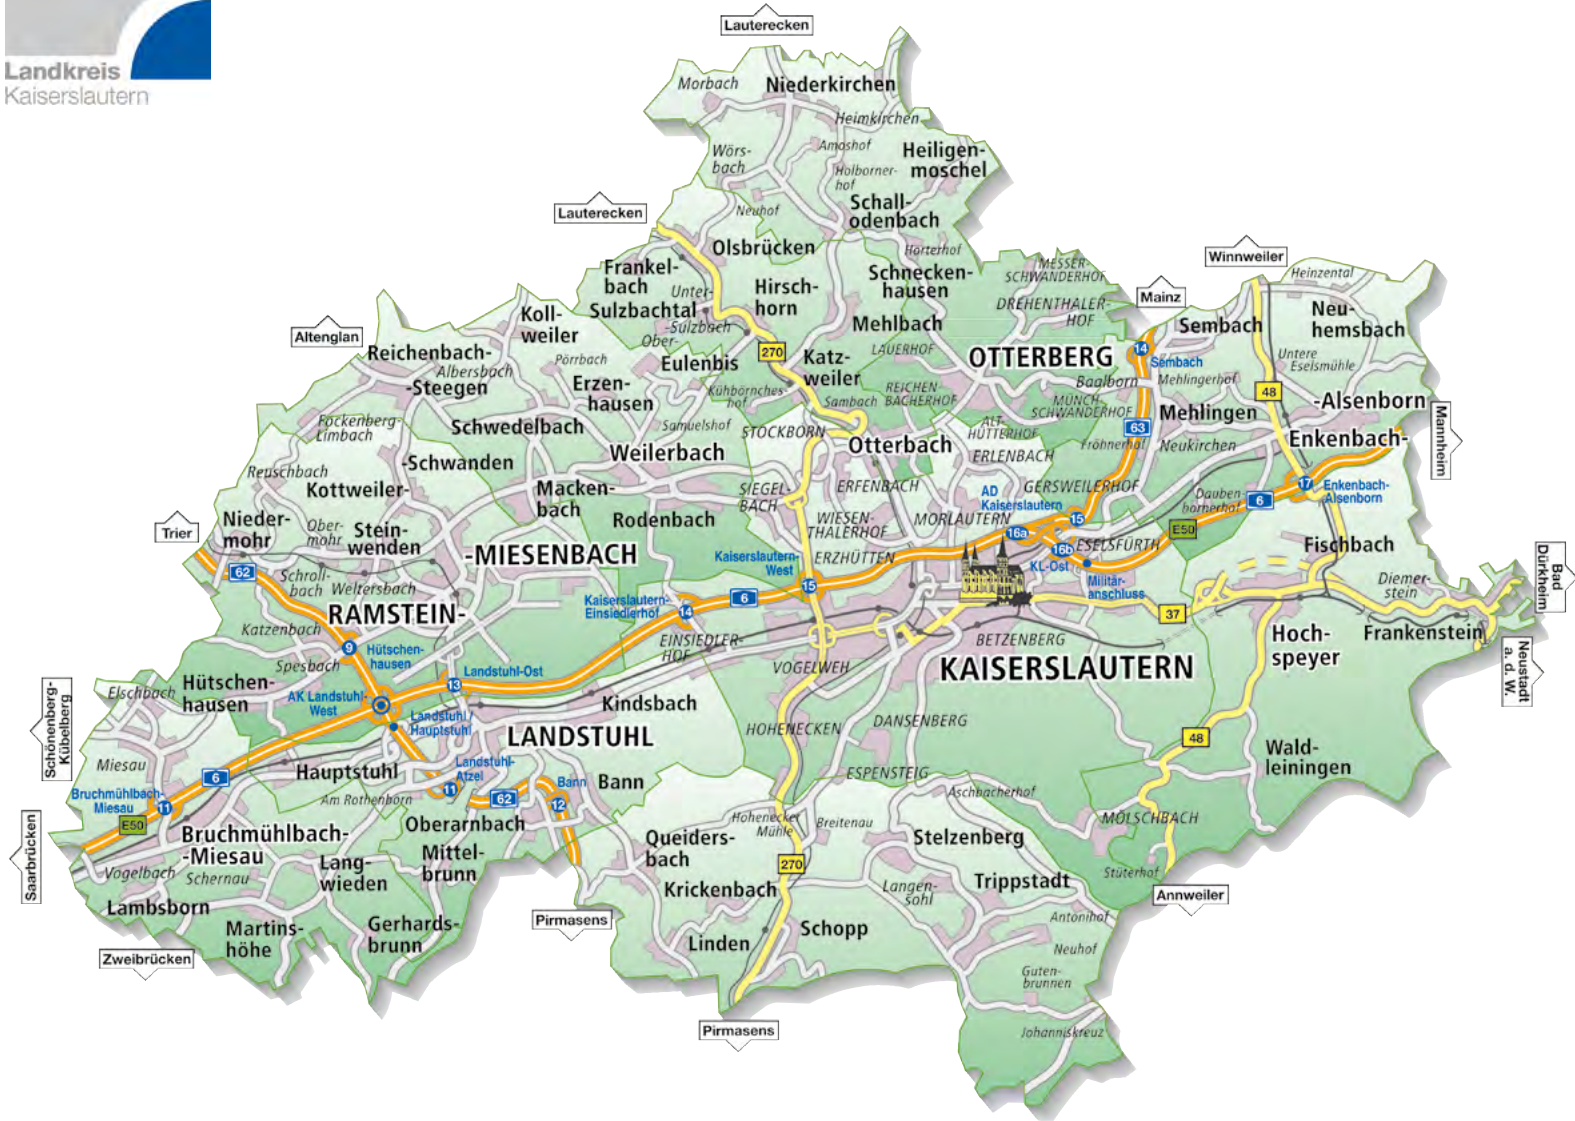 Landkreis
Kaiserslautern
Lauterecken
Morbach
Niederkirchen
Heimkirchen
Amoshof
Heiligen-
moschel
Wörs-
bach
Holborner-
hof
Schall-
odenbach
Neuhof
Lauterecken
Olsbrücken
Hörterhof
Frankel-
bach
Unter-
-Sulzbach
Sulzbachtal
Ober-
Hirsch-
horn
Schnecken-
hausen
MESSER-
SCHWANDERHOF
Winnweiler
Heinzental
DREHENTHALER-
HOF
Mainz
Neu-
hemsbach
Sembach
Mehlbach
Altenglan
Koll-
weiler
Reichenbach-
-Steegen
Albersbach
Pörrbach
Erzen-
hausen
Eulenbis
270
Katz-
weiler
LAUERHOF
OTTERBERG
14
Sembach
Untere
Eselsmühle
Kühbörnches
hof
Sambach
REICHEN-
BACHERHOF
Baalborn
Mehlingerhof
48
MÜNCH-
SCHWANDERHOF
Mehlingen
-Alsenborn
Enkenbach-
Mannheim
Fockenberg-
Limbach
Schwedelbach
Samuelshof
STOCKBORN
ALT-
HÜTTERHOF
63
Fröhnerhof
Neukirchen
Otterbach
ERLENBACH
Reuschbach
-Schwanden
Kottweiler-
Weilerbach
Macken-
bach
Rodenbach
SIEGEL-
BACH
ERFENBACH
GERSWEILERHOF
AD
Kaiserslautern
Dauben-
bornerhof
6
17
Enkenbach-
Alsenborn
Trier
Nieder-
mohr
Ober-
mohr
Stein-
wenden
WIESEN-
THALERHOF
MORLAUTERN
15
16a
16b
E50
ESELSFÜRTH
-MIESENBACH
Kaiserslautern-
West
ERZHÜTTEN
KL-Ost
Fischbach
62
Schroll-
bach
Weltersbach
15
Militär-
anschluss
Diemer-
stein
Bad
Dürkheim
RAMSTEIN-
Kaiserslautern-
Einsiedlerhof
14
6
37
Katzenbach
EINSIEDLER-
HOF
BETZENBERG
Hoch-
speyer
Frankenstein
9
Hütschen-
hausen
Spesbach
VOGELWEH
KAISERSLAUTERN
Neustadt
a. d. W.
Landstuhl-Ost
13
Elschbach
Hütschen-
hausen
AK Landstuhl-
West
Kindsbach
Schönenberg-
Kübelberg
Landstuhl /
Hauptstuhl
LANDSTUHL
HOHENECKEN
DANSENBERG
48
Wald-
leiningen
Miesau
6
Hauptstuhl
Landstuhl-
Atzel
11
62
Bann
12
Bann
ESPENSTEIG
Aschbacherhof
Bruchmühlbach-
Miesau
11
E50
Am Rothenborn
Oberarnbach
Hohenecker
Mühle
Breitenau
MÖLSCHBACH
Saarbrücken
Bruchmühlbach-
-Miesau
Queiders-
bach
Stelzenberg
Vogelbach
Schernau
Lang-
wieden
Mittel-
brunn
270
Krickenbach
Langen-
sohl
Trippstadt
Stüterhof
Annweiler
Lambsborn
Martins-
höhe
Gerhards-
brunn
Pirmasens
Linden
Schopp
Antonihof
Neuhof
Zweibrücken
Guten-
brunnen
Pirmasens
Johanniskreuz